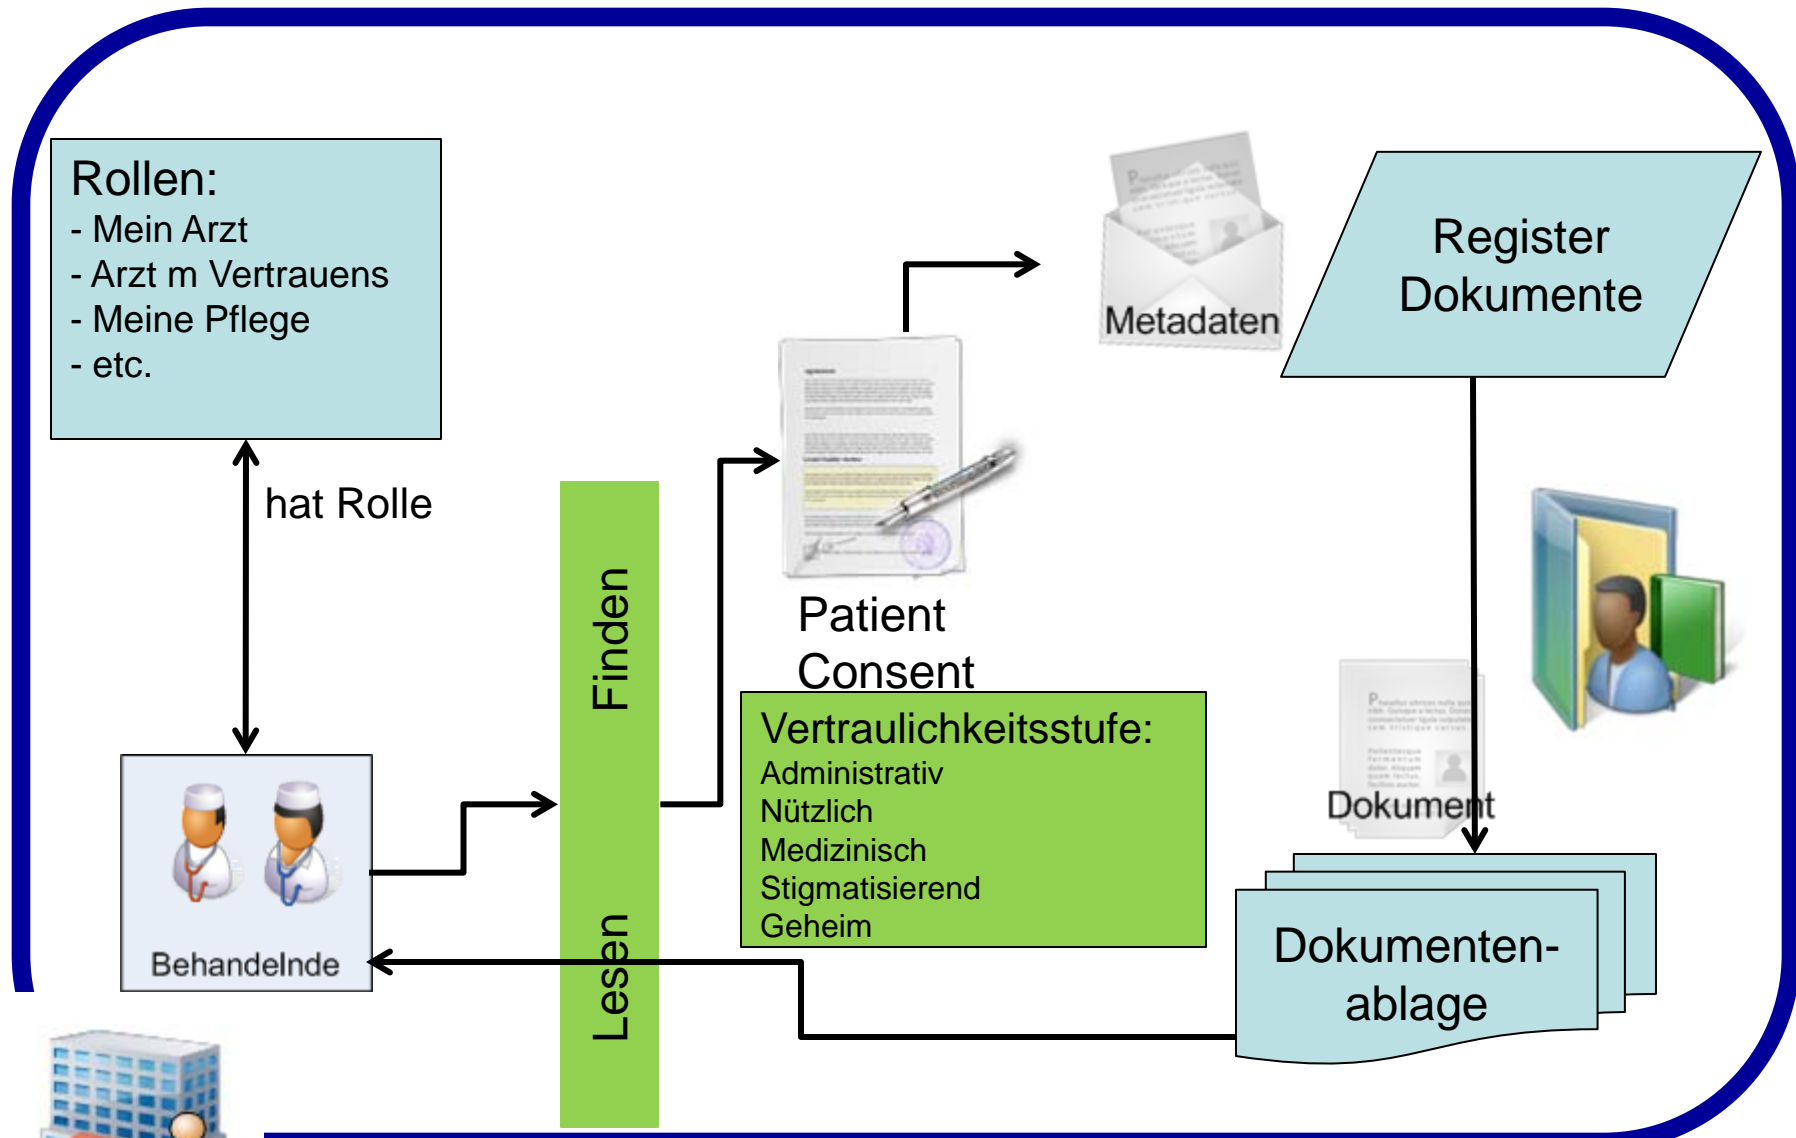 Rollen:
- Mein Arzt
- Arzt m Vertrauens
- Meine Pflege
- etc.
hat Rolle
Behandelnde
Finden
Lesen
Patient
Consent
Vertraulichkeitsstufe:
Administrativ
Nützlich
Medizinisch
Stigmatisierend
Geheim
Metadaten
Register
Dokumente
Dokument
Dokumenten-
ablage